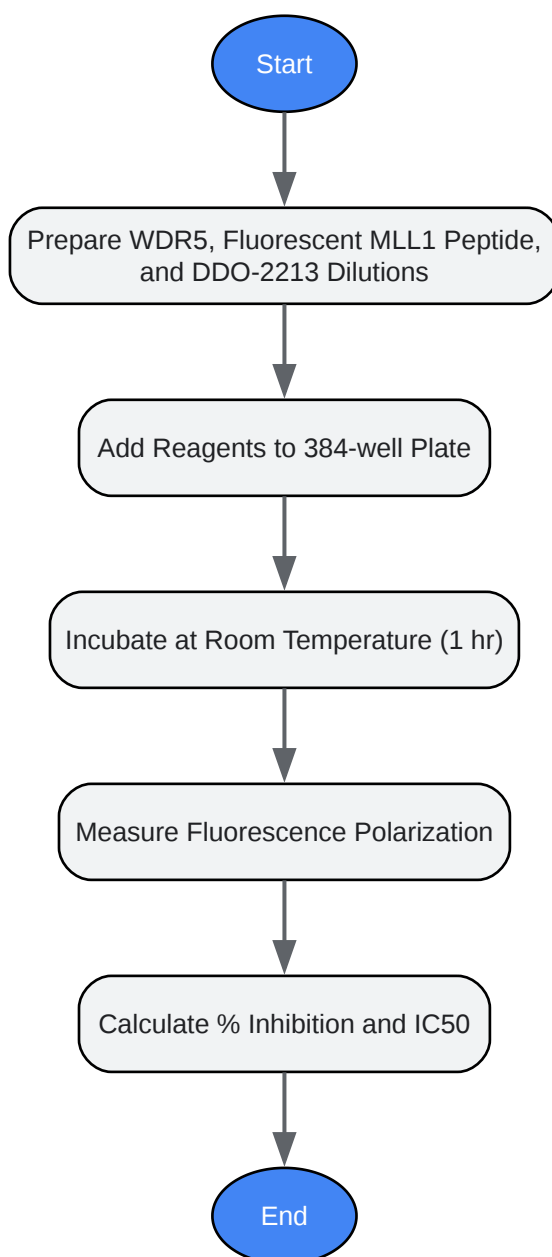 Start
Prepare WDR5, Fluorescent MLL1 Peptide,
and DDO-2213 Dilutions
Add Reagents to 384-well Plate
Incubate at Room Temperature (1 hr)
Measure Fluorescence Polarization
Calculate % Inhibition and IC50
End